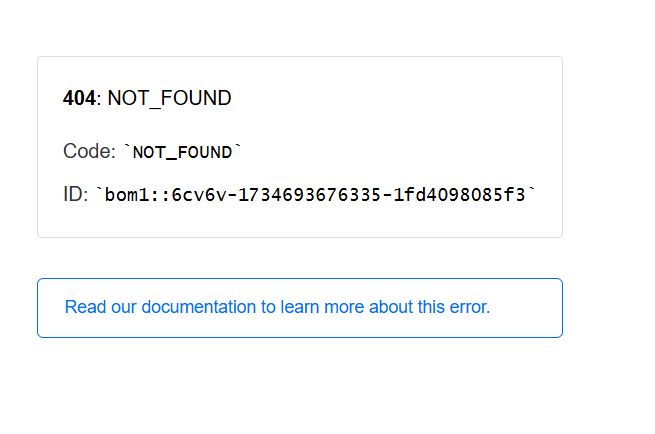 404: NOT_FOUND
Code: `NOT_FOUND`
ID: `bom1::6cv6v-1734693676335-1fd4098085f3`
Read our documentation to learn more about this error.